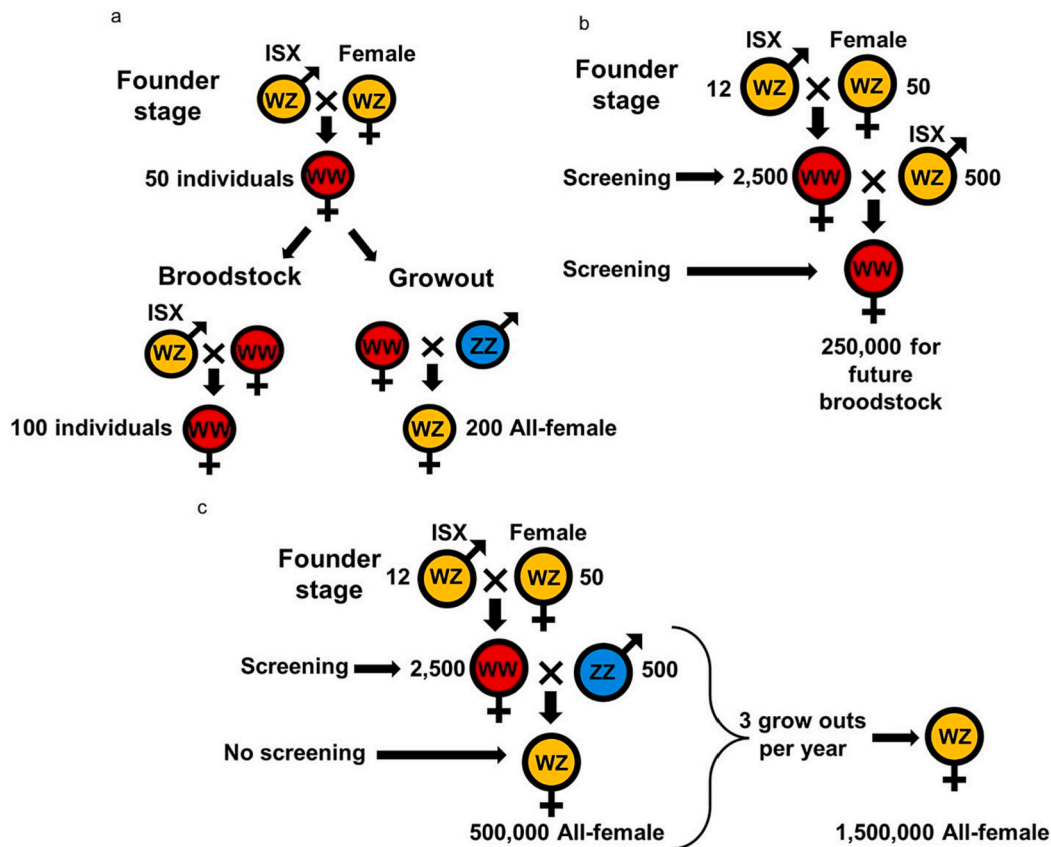 a
ISX Female
Founder
stage
WZ WZ
50 individuals WW
Broodstock Growout
ISX
WZ WW WW ZZ
100 individuals WW WZ 200 All-female
b
ISX Female
Founder
stage
12 WZ WZ 50
ISX
Screening 2,500 WW WZ 500
Screening WW
250,000 for
future
broodstock
c
ISX Female
Founder
stage
12 WZ WZ 50
Screening 2,500 WW ZZ 500
No screening WZ
500,000 All-female
3 grow outs
per year
WZ
1,500,000 All-female